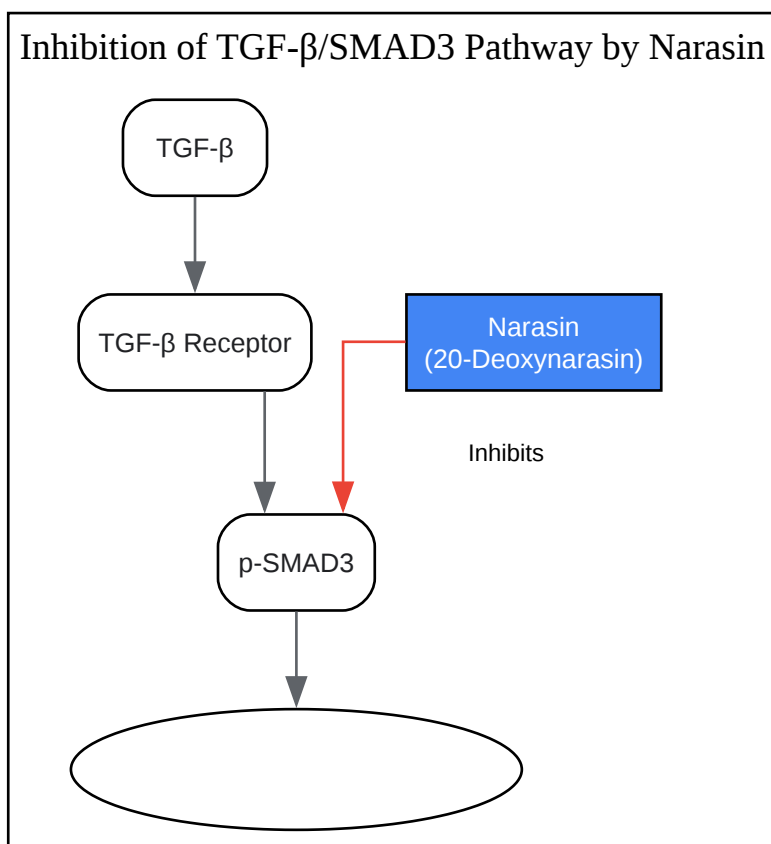 Inhibition of TGF-β/SMAD3 Pathway by Narasin
TGF-β
TGF-β Receptor
Narasin
(20-Deoxynarasin)
Inhibits
p-SMAD3